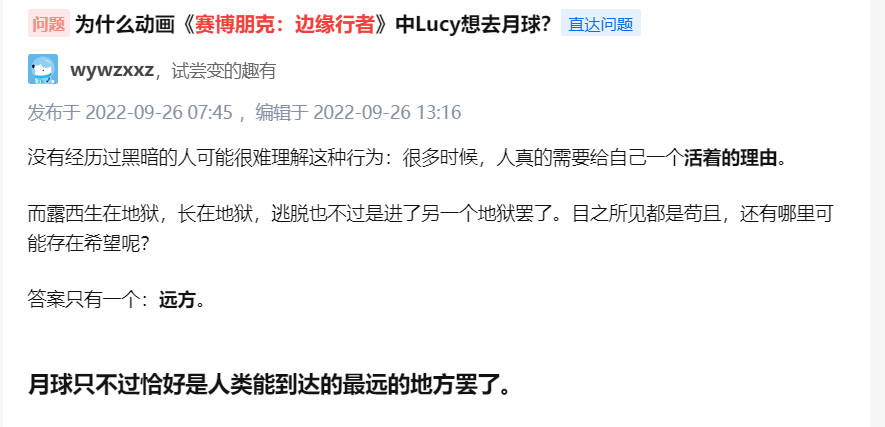 问题 为什么动画《赛博朋克：边缘行者》中Lucy想去月球？ 直达问题
wywzxxz，试尝变的趣有
发布于 2022-09-26 07:45 ，编辑于 2022-09-26 13:16
没有经历过黑暗的人可能很难理解这种行为：很多时候，人真的需要给自己一个活着的理由。
而露西生在地狱，长在地狱，逃脱也不过是进了另一个地狱罢了。目之所见都是苟且，还有哪里可
能存在希望呢？
答案只有一个：远方。
月球只不过恰好是人类能到达的最远的地方罢了。